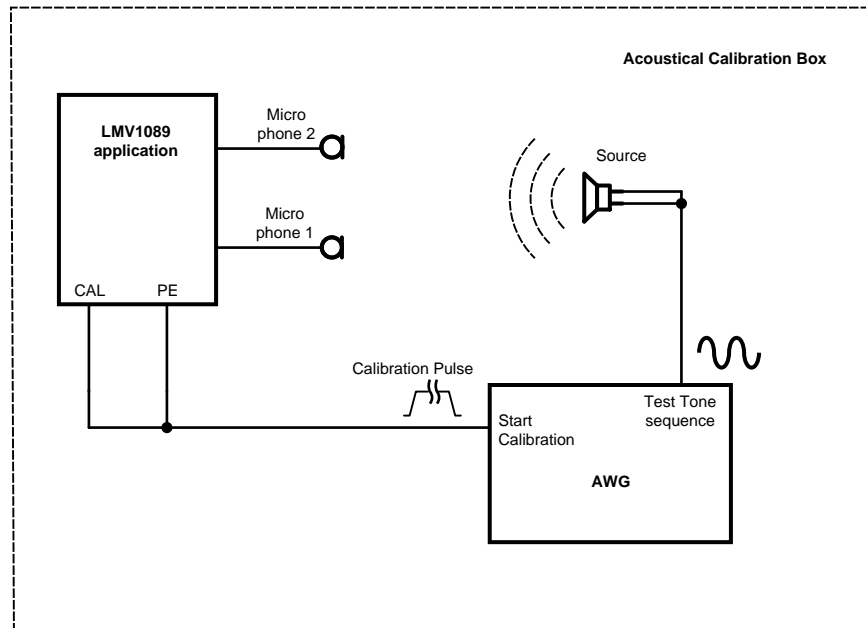 Acoustical Calibration Box
LMV1089
application
Micro
phone 2
Source
Micro
phone 1
CAL
PE
Calibration Pulse
Test Tone
sequence
Start
Calibration
AWG